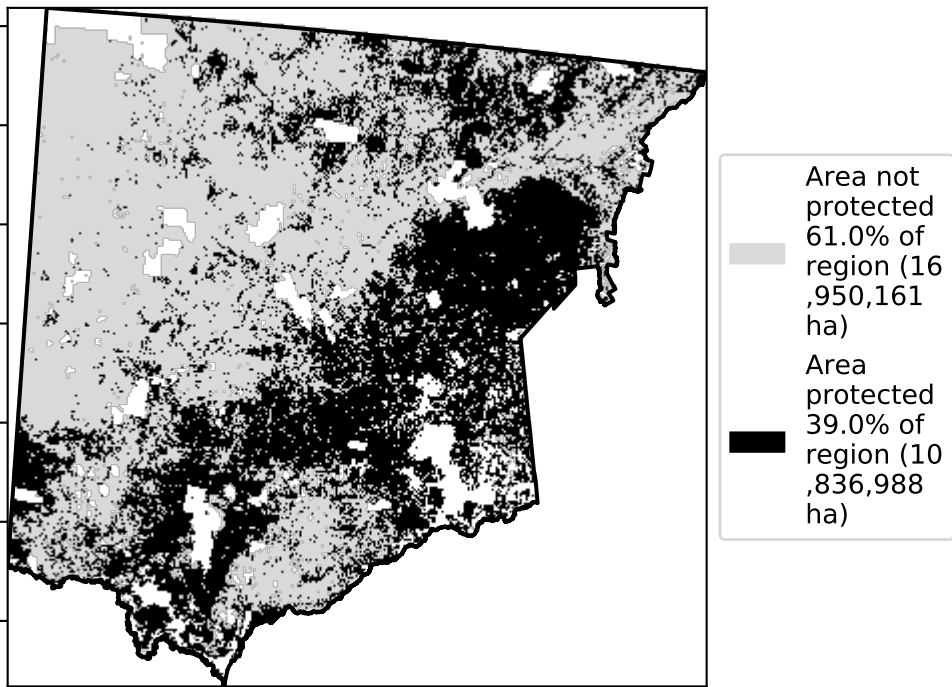 Area not
protected
61.0% of
region (16
,950,161
ha)
Area
protected
39.0% of
region (10
,836,988
ha)